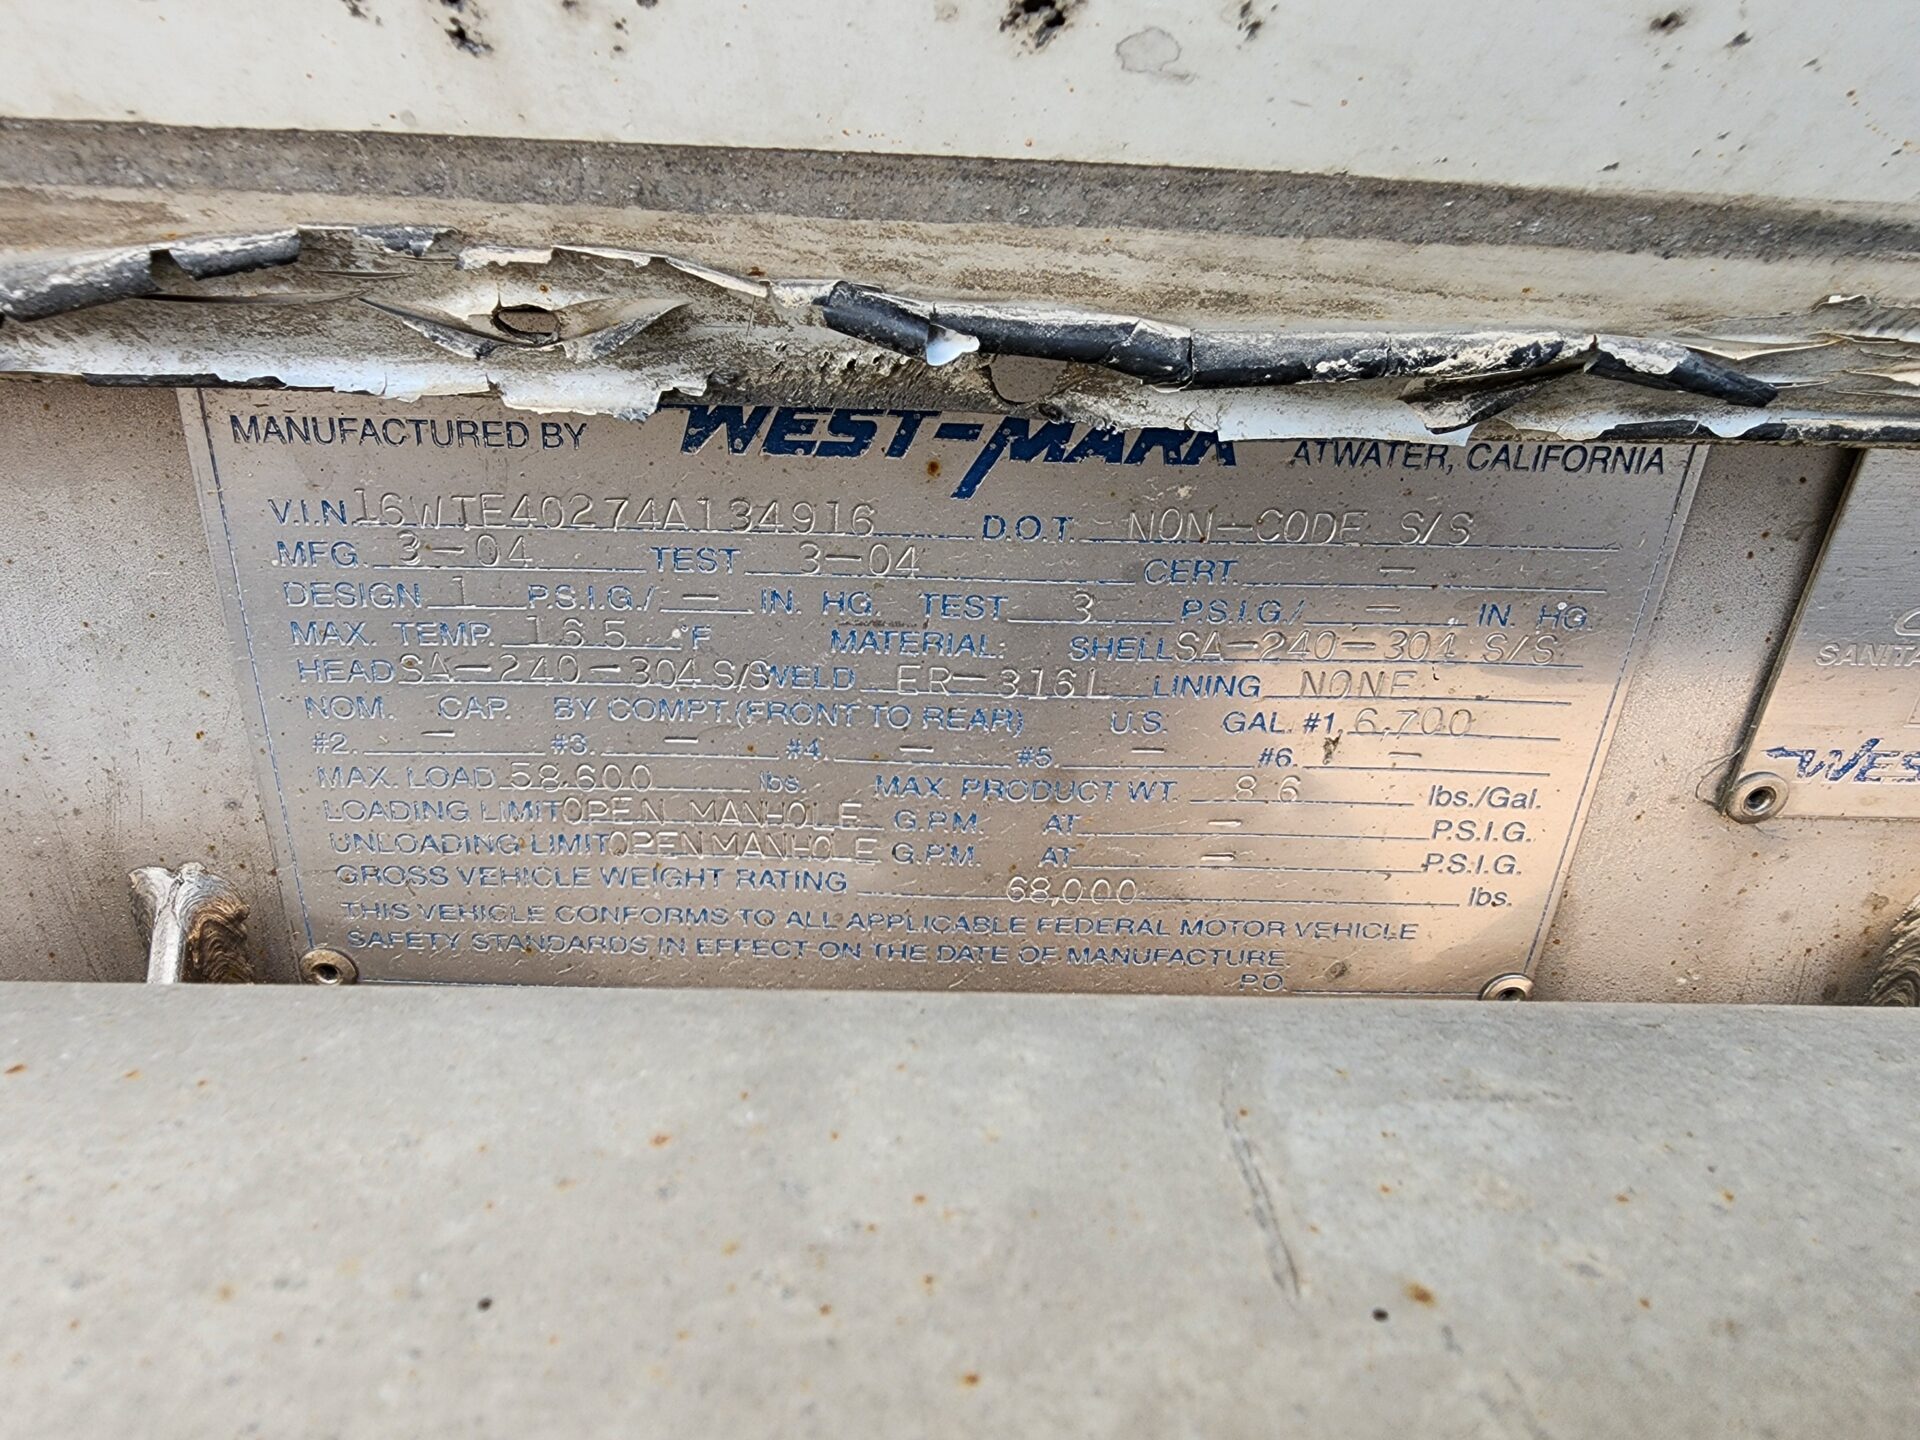 MANUFACTURED BY WEST-MARK ATWATER, CALIFORNIA
V.I.N. 16WTE40274A134916 D.O.T. NON-CODE S/S
MFG. 3-04 TEST 3-04 CERT. -
DESIGN 1 P.S.I.G./ - IN. HG. TEST 3 P.S.I.G./ - IN. HG.
MAX. TEMP. 165 °F MATERIAL: SHELL SA-240-304 S/S
HEAD SA-240-304 S/S WELD ER-316L LINING NONE
NOM. CAP. BY COMPT. (FRONT TO REAR) U.S. GAL. #1. 6,700
#2. - #3. - #4. - #5. - #6. -
MAX. LOAD 58,600 lbs. MAX. PRODUCT WT. 8.6 lbs./Gal.
LOADING LIMIT OPEN MANHOLE G.P.M. AT - P.S.I.G.
UNLOADING LIMIT OPEN MANHOLE G.P.M. AT - P.S.I.G.
GROSS VEHICLE WEIGHT RATING 68,000 lbs.
THIS VEHICLE CONFORMS TO ALL APPLICABLE FEDERAL MOTOR VEHICLE
SAFETY STANDARDS IN EFFECT ON THE DATE OF MANUFACTURE.
P.O.